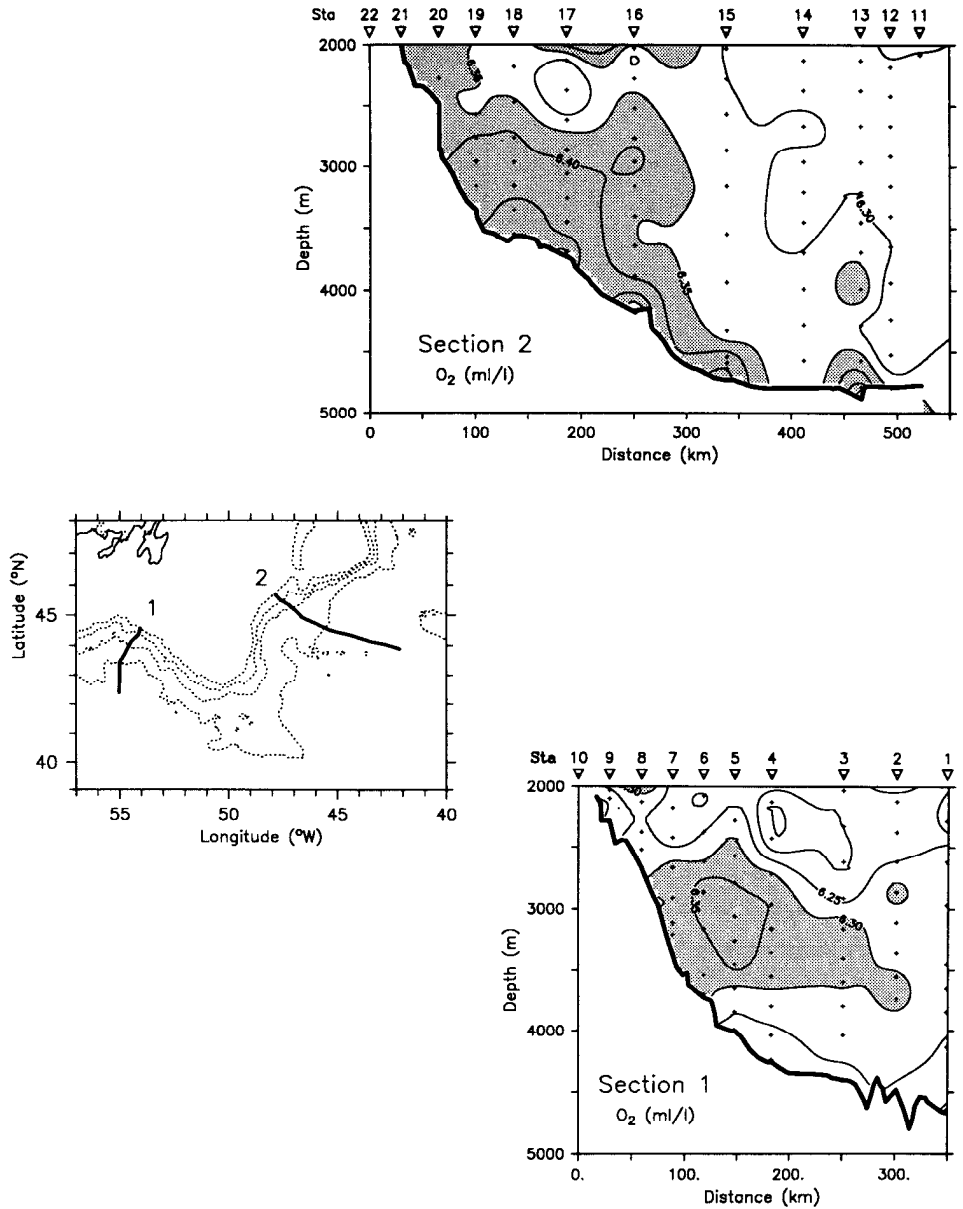 Sta 22 21 20 19 18 17 16 15 14 13 12 11
2000
3000
4000
5000
Depth (m)
6.35
6.40
6.35
6.30
Section 2
O₂ (ml/l)
0 100 200 300 400 500
Distance (km)
Latitude (°N)
45
40
1
2
55 50 45 40
Longitude (°W)
Sta 10 9 8 7 6 5 4 3 2 1
2000
3000
4000
5000
Depth (m)
6.25
6.30
Section 1
O₂ (ml/l)
0. 100. 200. 300.
Distance (km)